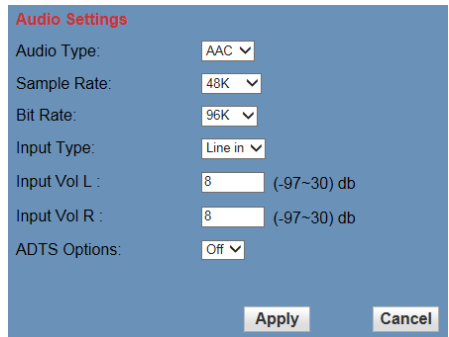 Audio Settings
Audio Type: AAC
Sample Rate: 48K
Bit Rate: 96K
Input Type: Line in
Input Vol L : 8 (-97~30) db
Input Vol R : 8 (-97~30) db
ADTS Options: Off
Apply Cancel